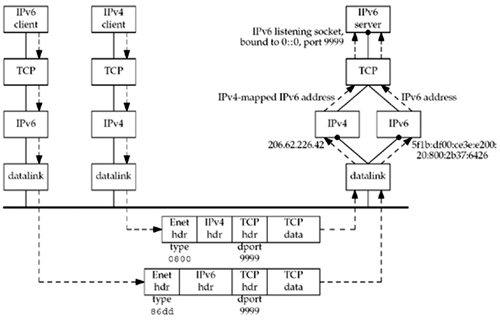 IPv6
client
IPv4
client
IPv6
server
IPv6 listening socket,
bound to 0::0, port 9999
TCP
TCP
TCP
IPv4-mapped IPv6 address
IPv6 address
IPv6
IPv4
IPv4
IPv6
206.62.226.42
5f1b:df00:ce3e:e200:
20:800:2b37:6426
datalink
datalink
datalink
Enet
hdr
IPv4
hdr
TCP
hdr
TCP
data
type
0800
dport
9999
Enet
hdr
IPv6
hdr
TCP
hdr
TCP
data
type
86dd
dport
9999